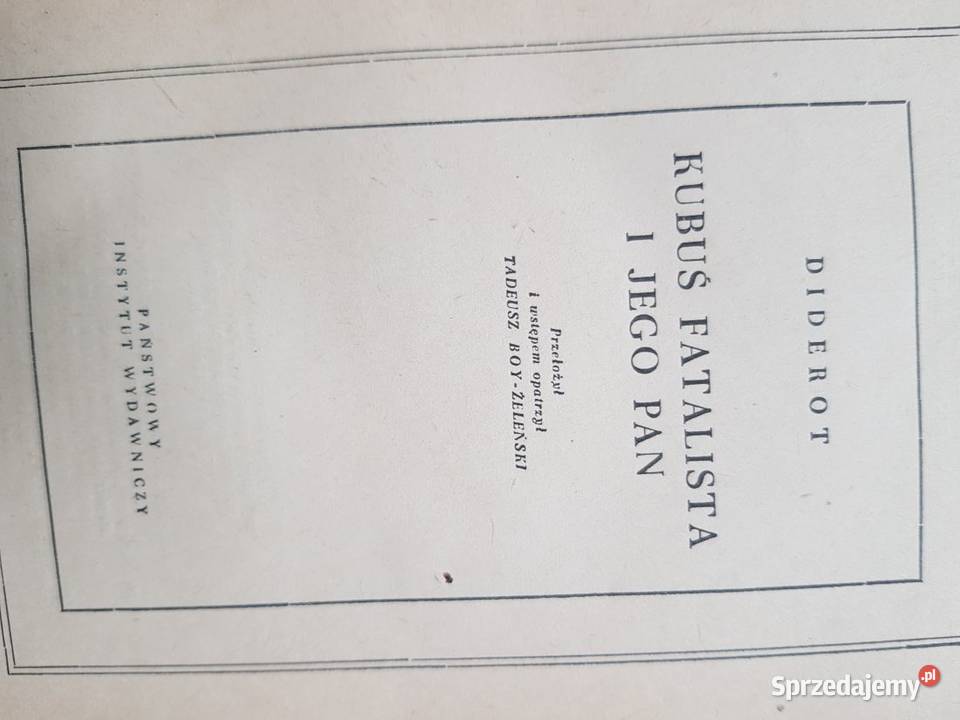 DIDEROT
KUBUŚ FATALISTA
I JEGO PAN
Przełożył
i wstępem opatrzył
TADEUSZ BOY-ŻELEŃSKI
PAŃSTWOWY
INSTYTUT WYDAWNICZY
Sprzedajemy.pl